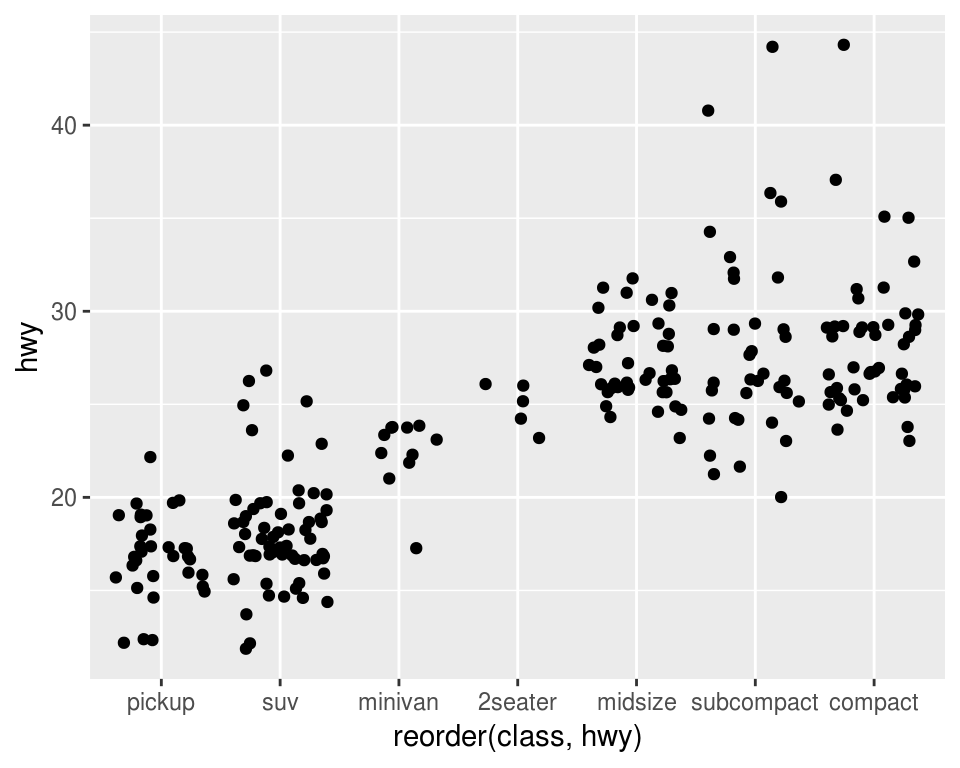 hwy
40
30
20
pickup suv minivan 2seater midsize subcompact compact
reorder(class, hwy)